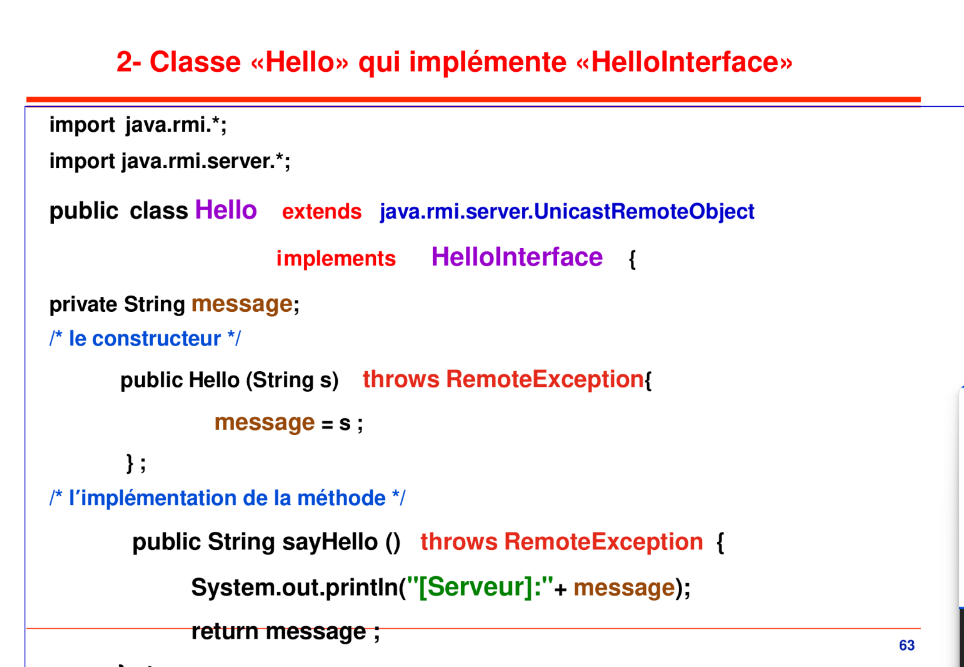 2- Classe «Hello» qui implémente «HelloInterface»
import java.rmi.*;
import java.rmi.server.*;
public class Hello extends java.rmi.server.UnicastRemoteObject
implements HelloInterface {
private String message;
/* le constructeur */
public Hello (String s) throws RemoteException{
message = s ;
} ;
/* l’implémentation de la méthode */
public String sayHello () throws RemoteException {
System.out.println("[Serveur]:"+ message);
return message ;
63